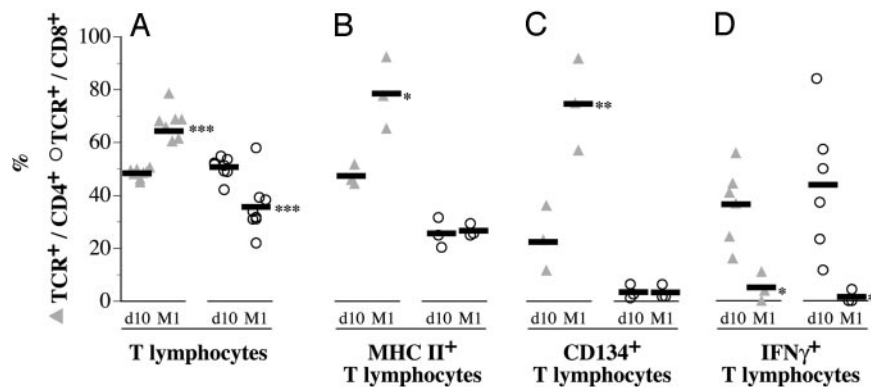 A B C D
▲ TCR⁺ / CD4⁺ ○ TCR⁺ / CD8⁺
%
100
80
60
40
20
0
***
***
*
**
*
*
d10 M1 d10 M1 d10 M1 d10 M1 d10 M1 d10 M1 d10 M1 d10 M1
T lymphocytes
MHC II⁺
T lymphocytes
CD134⁺
T lymphocytes
IFNγ⁺
T lymphocytes